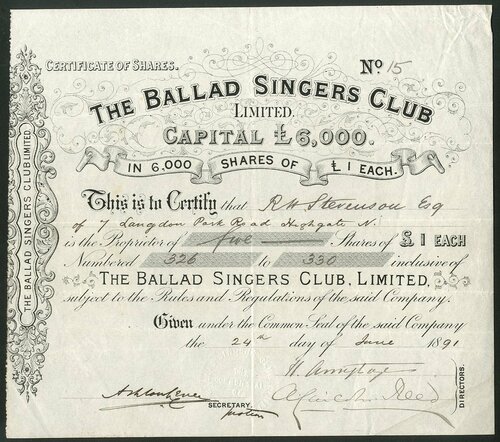 CERTIFICATE OF SHARES.
No 15
THE BALLAD SINGERS CLUB
LIMITED.
CAPITAL £6,000.
IN 6,000 SHARES OF £1 EACH.
This is to Certify that R H Stevenson Esq
of 7 Langdon Park Road Highgate N.
is the Proprietor of five Shares of £1 EACH
Numbered 326 to 330 inclusive of
THE BALLAD SINGERS CLUB, LIMITED,
subject to the Rules and Regulations of the said Company.
Given under the Common Seal of the said Company
the 24th day of June 1891
SECRETARY.
protem
DIRECTORS.
THE BALLAD SINGERS CLUB LIMITED